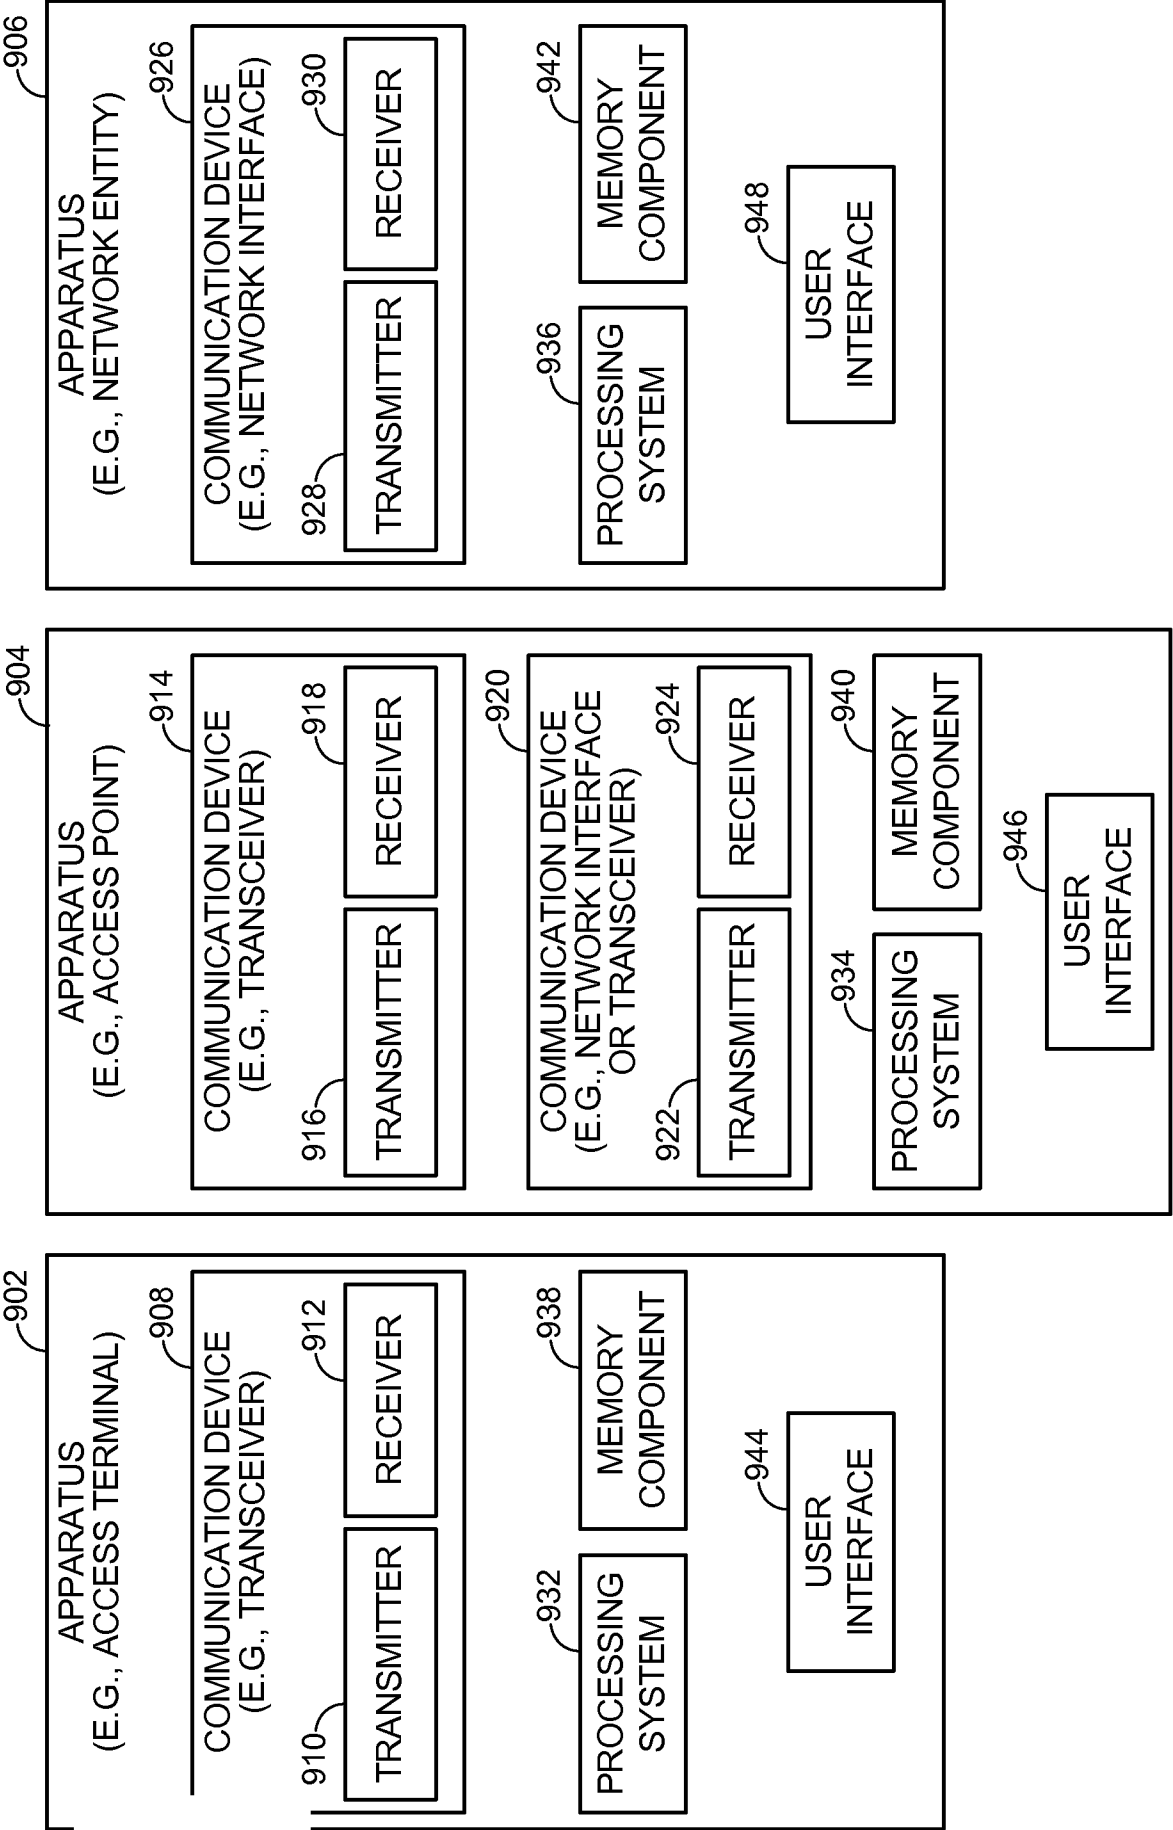 902
APPARATUS
(E.G., ACCESS TERMINAL)
908
COMMUNICATION DEVICE
(E.G., TRANSCEIVER)
910
TRANSMITTER
912
RECEIVER
932
PROCESSING
SYSTEM
938
MEMORY
COMPONENT
944
USER
INTERFACE
904
APPARATUS
(E.G., ACCESS POINT)
914
COMMUNICATION DEVICE
(E.G., TRANSCEIVER)
916
TRANSMITTER
918
RECEIVER
920
COMMUNICATION DEVICE
(E.G., NETWORK INTERFACE
OR TRANSCEIVER)
922
TRANSMITTER
924
RECEIVER
934
PROCESSING
SYSTEM
940
MEMORY
COMPONENT
946
USER
INTERFACE
906
APPARATUS
(E.G., NETWORK ENTITY)
926
COMMUNICATION DEVICE
(E.G., NETWORK INTERFACE)
928
TRANSMITTER
930
RECEIVER
936
PROCESSING
SYSTEM
942
MEMORY
COMPONENT
948
USER
INTERFACE